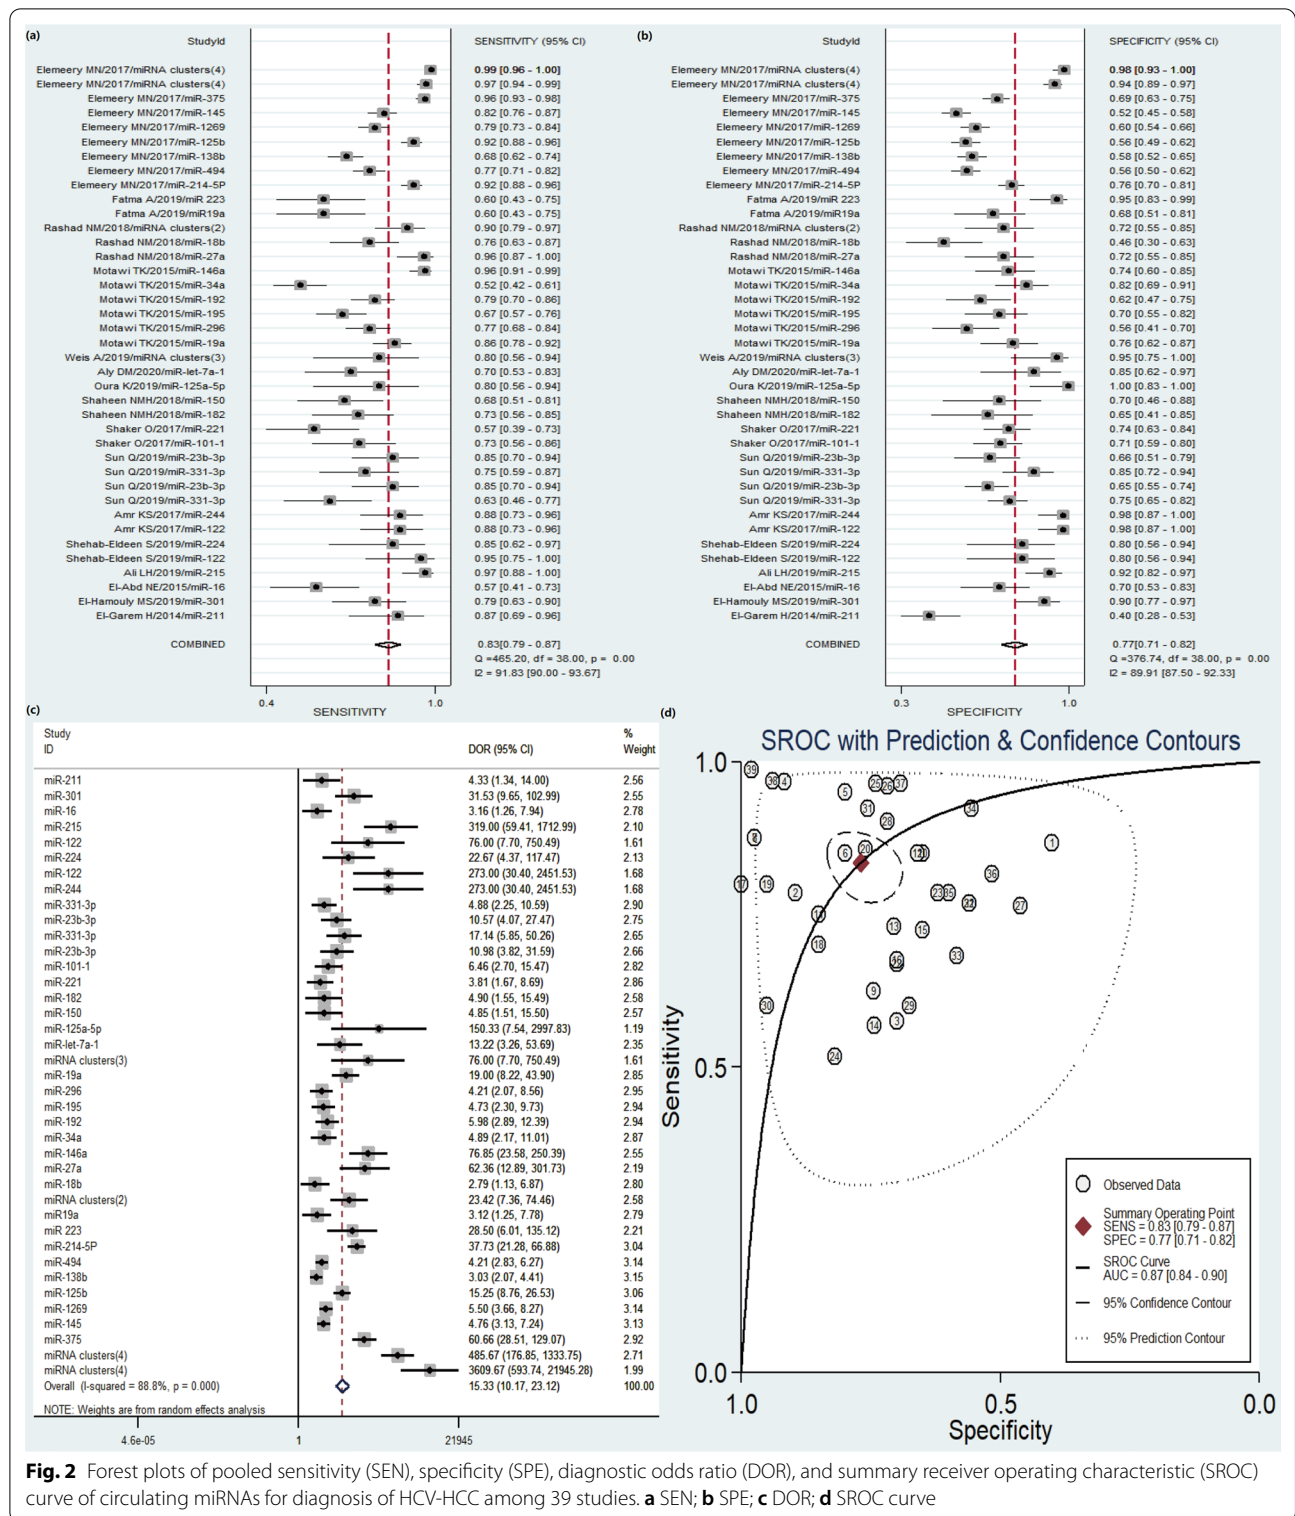 (a)
StudyId SENSITIVITY (95% CI)
Elemeery MN/2017/miRNA clusters(4) 0.99 [0.96 - 1.00]
Elemeery MN/2017/miRNA clusters(4) 0.97 [0.94 - 0.99]
Elemeery MN/2017/miR-375 0.96 [0.93 - 0.98]
Elemeery MN/2017/miR-145 0.82 [0.76 - 0.87]
Elemeery MN/2017/miR-1269 0.79 [0.73 - 0.84]
Elemeery MN/2017/miR-125b 0.92 [0.88 - 0.96]
Elemeery MN/2017/miR-138b 0.68 [0.62 - 0.74]
Elemeery MN/2017/miR-494 0.77 [0.71 - 0.82]
Elemeery MN/2017/miR-214-5P 0.92 [0.88 - 0.96]
Fatma A/2019/miR 223 0.60 [0.43 - 0.75]
Fatma A/2019/miR19a 0.60 [0.43 - 0.75]
Rashad NM/2018/miRNA clusters(2) 0.90 [0.79 - 0.97]
Rashad NM/2018/miR-18b 0.76 [0.63 - 0.87]
Rashad NM/2018/miR-27a 0.96 [0.87 - 1.00]
Motawi TK/2015/miR-146a 0.96 [0.91 - 0.99]
Motawi TK/2015/miR-34a 0.52 [0.42 - 0.61]
Motawi TK/2015/miR-192 0.79 [0.70 - 0.86]
Motawi TK/2015/miR-195 0.67 [0.57 - 0.76]
Motawi TK/2015/miR-296 0.77 [0.68 - 0.84]
Motawi TK/2015/miR-19a 0.86 [0.78 - 0.92]
Weis A/2019/miRNA clusters(3) 0.80 [0.56 - 0.94]
Aly DM/2020/miR-let-7a-1 0.70 [0.53 - 0.83]
Oura K/2019/miR-125a-5p 0.80 [0.56 - 0.94]
Shaheen NMH/2018/miR-150 0.68 [0.51 - 0.81]
Shaheen NMH/2018/miR-182 0.73 [0.56 - 0.85]
Shaker O/2017/miR-221 0.57 [0.39 - 0.73]
Shaker O/2017/miR-101-1 0.73 [0.56 - 0.86]
Sun Q/2019/miR-23b-3p 0.85 [0.70 - 0.94]
Sun Q/2019/miR-331-3p 0.75 [0.59 - 0.87]
Sun Q/2019/miR-23b-3p 0.85 [0.70 - 0.94]
Sun Q/2019/miR-331-3p 0.63 [0.46 - 0.77]
Amr KS/2017/miR-244 0.88 [0.73 - 0.96]
Amr KS/2017/miR-122 0.88 [0.73 - 0.96]
Shehab-Eldeen S/2019/miR-224 0.85 [0.62 - 0.97]
Shehab-Eldeen S/2019/miR-122 0.95 [0.75 - 1.00]
Ali LH/2019/miR-215 0.97 [0.88 - 1.00]
El-Abd NE/2015/miR-16 0.57 [0.41 - 0.73]
El-Hamouly MS/2019/miR-301 0.79 [0.63 - 0.90]
El-Garem H/2014/miR-211 0.87 [0.69 - 0.96]
COMBINED 0.83[0.79 - 0.87]
Q =465.20, df = 38.00, p = 0.00
I2 = 91.83 [90.00 - 93.67]
0.4 1.0
SENSITIVITY
(b)
StudyId SPECIFICITY (95% CI)
Elemeery MN/2017/miRNA clusters(4) 0.98 [0.93 - 1.00]
Elemeery MN/2017/miRNA clusters(4) 0.94 [0.89 - 0.97]
Elemeery MN/2017/miR-375 0.69 [0.63 - 0.75]
Elemeery MN/2017/miR-145 0.52 [0.45 - 0.58]
Elemeery MN/2017/miR-1269 0.60 [0.54 - 0.66]
Elemeery MN/2017/miR-125b 0.56 [0.49 - 0.62]
Elemeery MN/2017/miR-138b 0.58 [0.52 - 0.65]
Elemeery MN/2017/miR-494 0.56 [0.50 - 0.62]
Elemeery MN/2017/miR-214-5P 0.76 [0.70 - 0.81]
Fatma A/2019/miR 223 0.95 [0.83 - 0.99]
Fatma A/2019/miR19a 0.68 [0.51 - 0.81]
Rashad NM/2018/miRNA clusters(2) 0.72 [0.55 - 0.85]
Rashad NM/2018/miR-18b 0.46 [0.30 - 0.63]
Rashad NM/2018/miR-27a 0.72 [0.55 - 0.85]
Motawi TK/2015/miR-146a 0.74 [0.60 - 0.85]
Motawi TK/2015/miR-34a 0.82 [0.69 - 0.91]
Motawi TK/2015/miR-192 0.62 [0.47 - 0.75]
Motawi TK/2015/miR-195 0.70 [0.55 - 0.82]
Motawi TK/2015/miR-296 0.56 [0.41 - 0.70]
Motawi TK/2015/miR-19a 0.76 [0.62 - 0.87]
Weis A/2019/miRNA clusters(3) 0.95 [0.75 - 1.00]
Aly DM/2020/miR-let-7a-1 0.85 [0.62 - 0.97]
Oura K/2019/miR-125a-5p 1.00 [0.83 - 1.00]
Shaheen NMH/2018/miR-150 0.70 [0.46 - 0.88]
Shaheen NMH/2018/miR-182 0.65 [0.41 - 0.85]
Shaker O/2017/miR-221 0.74 [0.63 - 0.84]
Shaker O/2017/miR-101-1 0.71 [0.59 - 0.80]
Sun Q/2019/miR-23b-3p 0.66 [0.51 - 0.79]
Sun Q/2019/miR-331-3p 0.85 [0.72 - 0.94]
Sun Q/2019/miR-23b-3p 0.65 [0.55 - 0.74]
Sun Q/2019/miR-331-3p 0.75 [0.65 - 0.82]
Amr KS/2017/miR-244 0.98 [0.87 - 1.00]
Amr KS/2017/miR-122 0.98 [0.87 - 1.00]
Shehab-Eldeen S/2019/miR-224 0.80 [0.56 - 0.94]
Shehab-Eldeen S/2019/miR-122 0.80 [0.56 - 0.94]
Ali LH/2019/miR-215 0.92 [0.82 - 0.97]
El-Abd NE/2015/miR-16 0.70 [0.53 - 0.83]
El-Hamouly MS/2019/miR-301 0.90 [0.77 - 0.97]
El-Garem H/2014/miR-211 0.40 [0.28 - 0.53]
COMBINED 0.77[0.71 - 0.82]
Q =376.74, df = 38.00, p = 0.00
I2 = 89.91 [87.50 - 92.33]
0.3 1.0
SPECIFICITY
(c)
Study %
ID DOR (95% CI) Weight
miR-211 4.33 (1.34, 14.00) 2.56
miR-301 31.53 (9.65, 102.99) 2.55
miR-16 3.16 (1.26, 7.94) 2.78
miR-215 319.00 (59.41, 1712.99) 2.10
miR-122 76.00 (7.70, 750.49) 1.61
miR-224 22.67 (4.37, 117.47) 2.13
miR-122 273.00 (30.40, 2451.53) 1.68
miR-244 273.00 (30.40, 2451.53) 1.68
miR-331-3p 4.88 (2.25, 10.59) 2.90
miR-23b-3p 10.57 (4.07, 27.47) 2.75
miR-331-3p 17.14 (5.85, 50.26) 2.65
miR-23b-3p 10.98 (3.82, 31.59) 2.66
miR-101-1 6.46 (2.70, 15.47) 2.82
miR-221 3.81 (1.67, 8.69) 2.86
miR-182 4.90 (1.55, 15.49) 2.58
miR-150 4.85 (1.51, 15.50) 2.57
miR-125a-5p 150.33 (7.54, 2997.83) 1.19
miR-let-7a-1 13.22 (3.26, 53.69) 2.35
miRNA clusters(3) 76.00 (7.70, 750.49) 1.61
miR-19a 19.00 (8.22, 43.90) 2.85
miR-296 4.21 (2.07, 8.56) 2.95
miR-195 4.73 (2.30, 9.73) 2.94
miR-192 5.98 (2.89, 12.39) 2.94
miR-34a 4.89 (2.17, 11.01) 2.87
miR-146a 76.85 (23.58, 250.39) 2.55
miR-27a 62.36 (12.89, 301.73) 2.19
miR-18b 2.79 (1.13, 6.87) 2.80
miRNA clusters(2) 23.42 (7.36, 74.46) 2.58
miR19a 3.12 (1.25, 7.78) 2.79
miR 223 28.50 (6.01, 135.12) 2.21
miR-214-5P 37.73 (21.28, 66.88) 3.04
miR-494 4.21 (2.83, 6.27) 3.14
miR-138b 3.03 (2.07, 4.41) 3.15
miR-125b 15.25 (8.76, 26.53) 3.06
miR-1269 5.50 (3.66, 8.27) 3.14
miR-145 4.76 (3.13, 7.24) 3.13
miR-375 60.66 (28.51, 129.07) 2.92
miRNA clusters(4) 485.67 (176.85, 1333.75) 2.71
miRNA clusters(4) 3609.67 (593.74, 21945.28) 1.99
Overall (I-squared = 88.8%, p = 0.000) 15.33 (10.17, 23.12) 100.00
NOTE: Weights are from random effects analysis
4.6e-05 1 21945
(d)
SROC with Prediction & Confidence Contours
1.0
0.5
0.0
Sensitivity
39 38 4 25 26 37
5 31 34
28
20 6 1
17 19 2 36
23 35 27
11 13 15
18 33
9 29
30 3 14
24
Observed Data
Summary Operating Point
SENS = 0.83 [0.79 - 0.87]
SPEC = 0.77 [0.71 - 0.82]
SROC Curve
AUC = 0.87 [0.84 - 0.90]
95% Confidence Contour
95% Prediction Contour
1.0 0.5 0.0
Specificity
Fig. 2 Forest plots of pooled sensitivity (SEN), specificity (SPE), diagnostic odds ratio (DOR), and summary receiver operating characteristic (SROC)
curve of circulating miRNAs for diagnosis of HCV-HCC among 39 studies. a SEN; b SPE; c DOR; d SROC curve